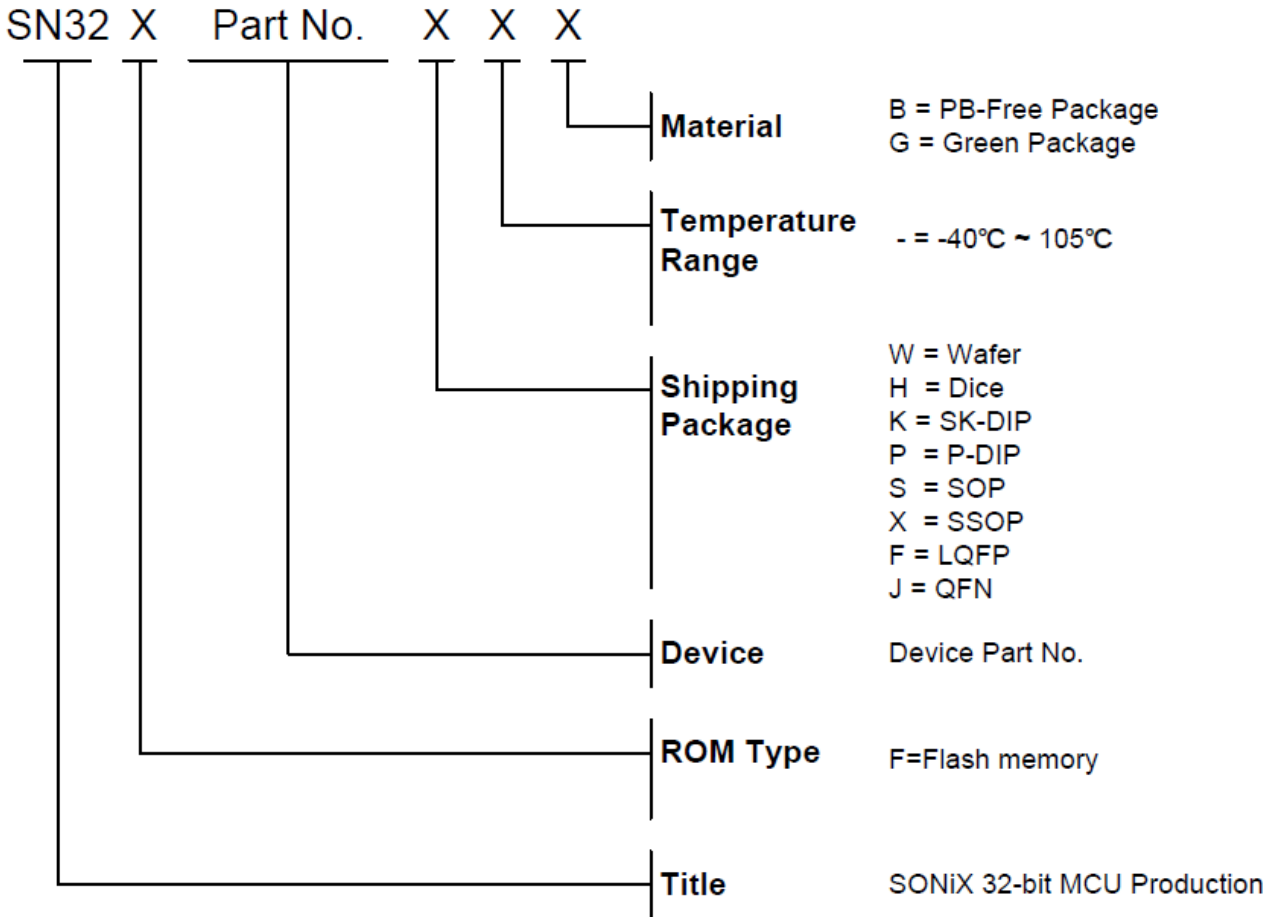 SN32 X Part No. X X X
Material
B = PB-Free Package
G = Green Package
Temperature
Range
- = -40℃ ~ 105℃
Shipping
Package
W = Wafer
H = Dice
K = SK-DIP
P = P-DIP
S = SOP
X = SSOP
F = LQFP
J = QFN
Device
Device Part No.
ROM Type
F=Flash memory
Title
SONiX 32-bit MCU Production